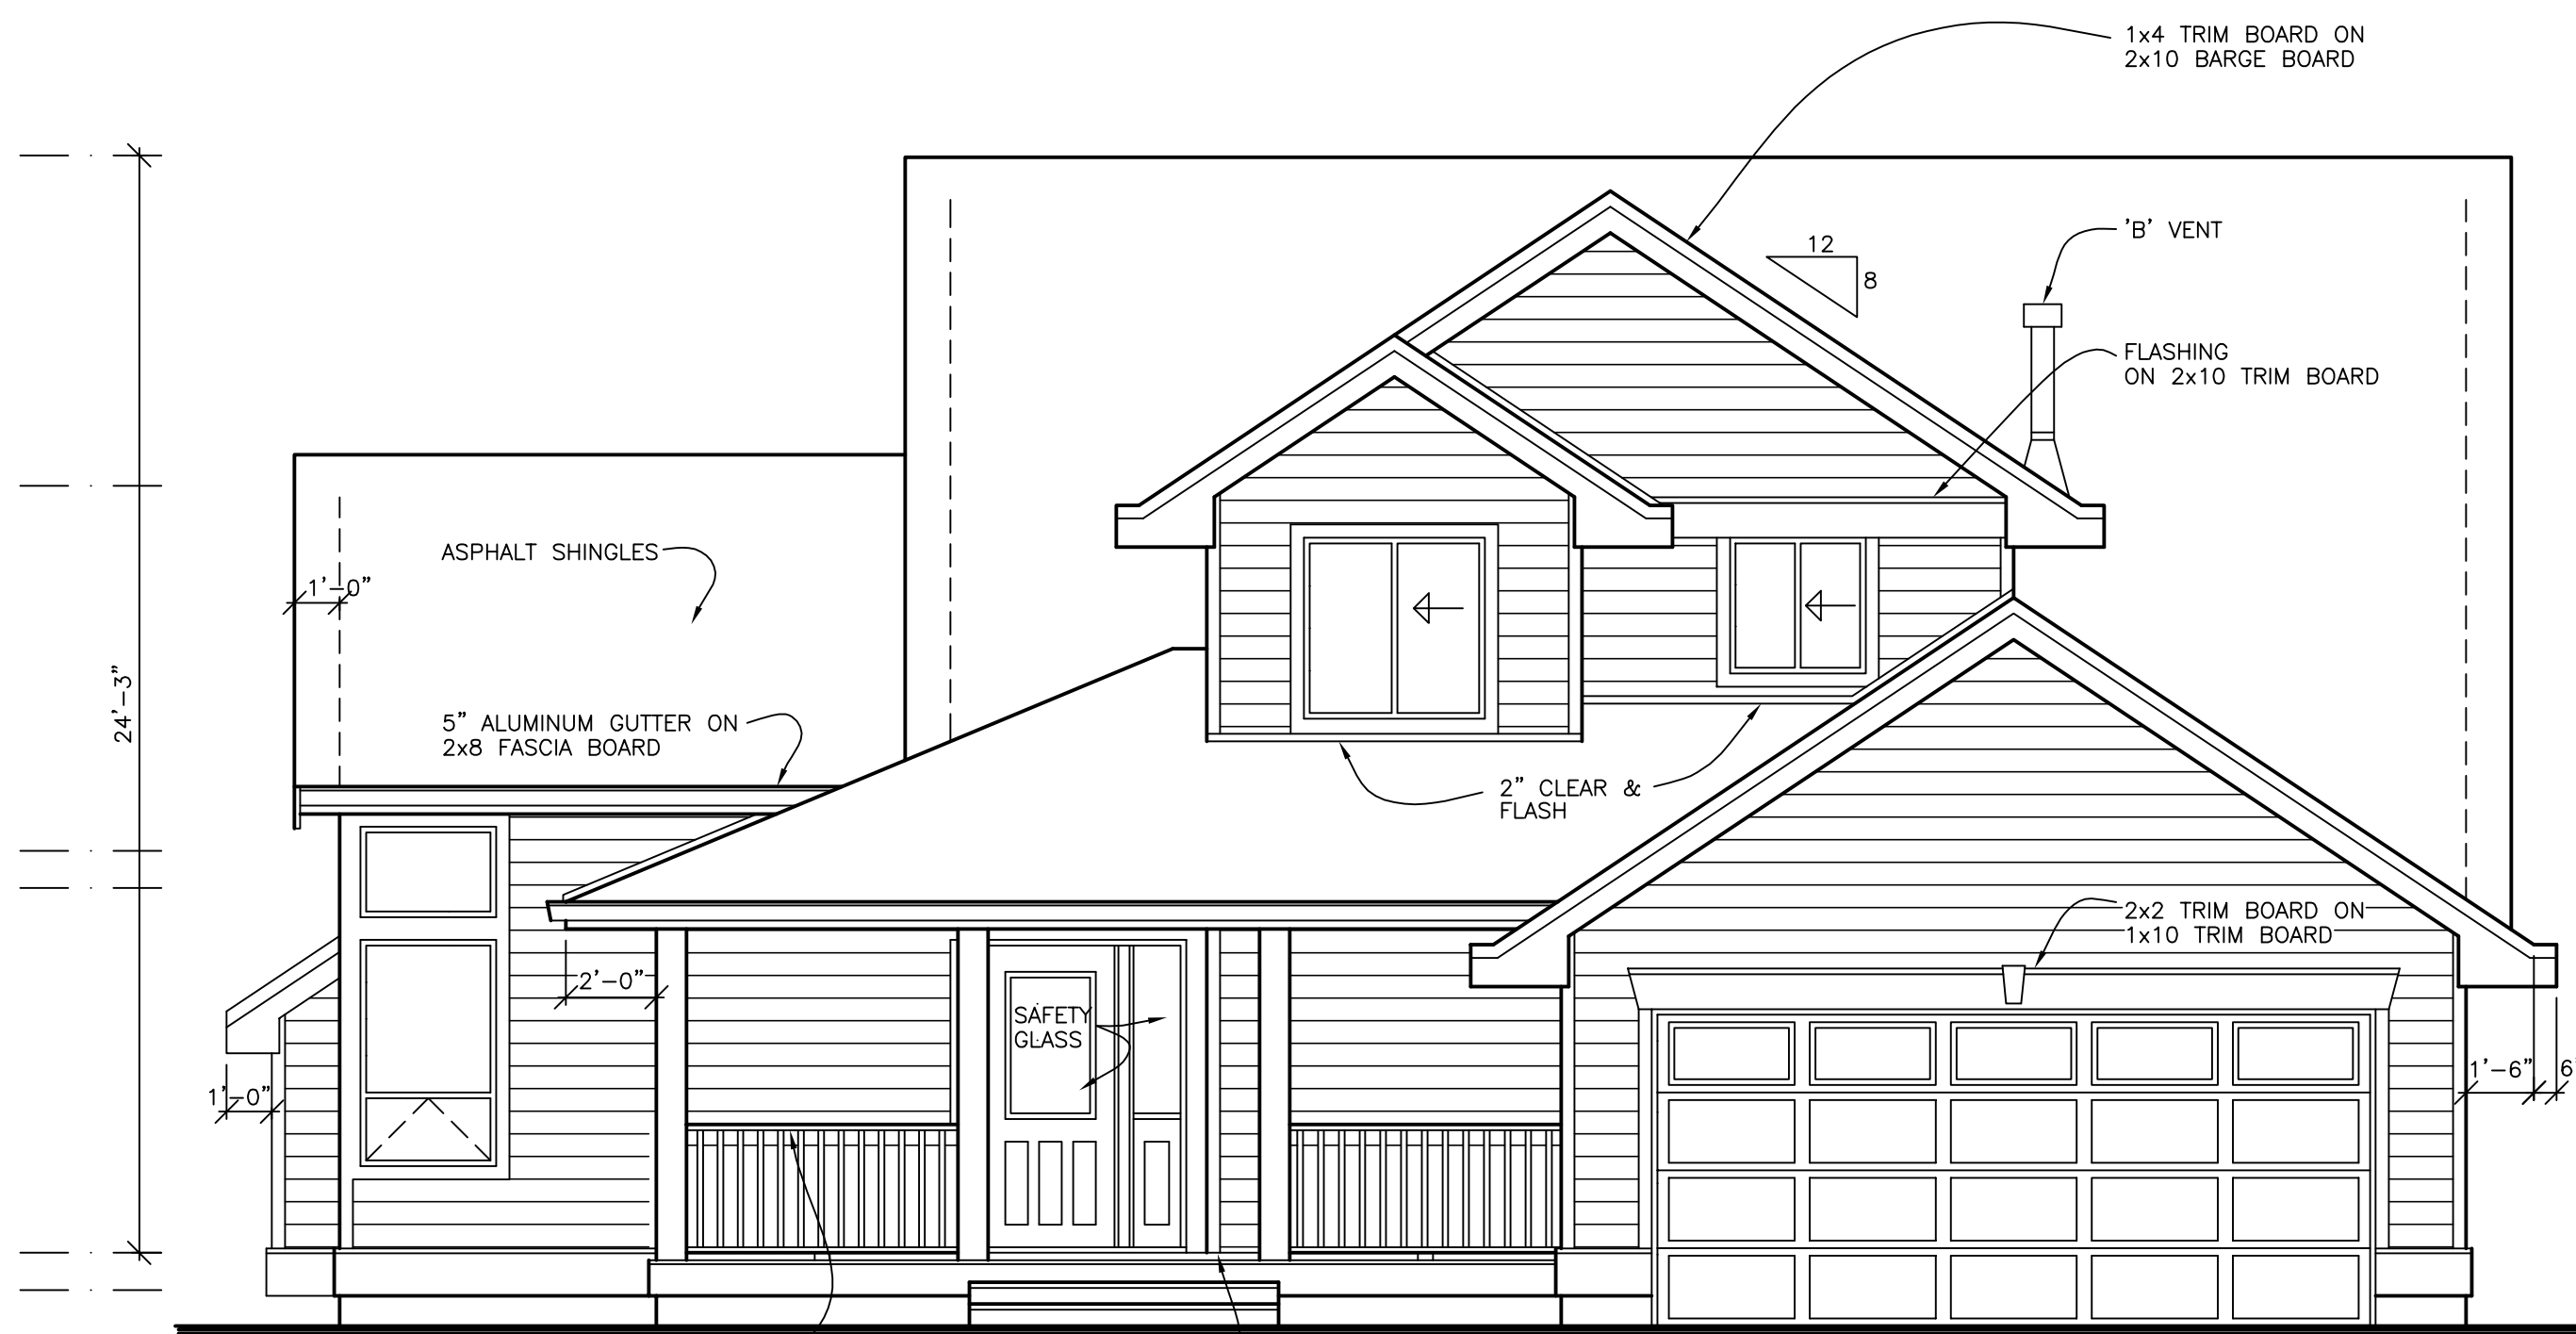 1x4 TRIM BOARD ON
2x10 BARGE BOARD
'B' VENT
12
8
FLASHING
ON 2x10 TRIM BOARD
ASPHALT SHINGLES
1'-0"
24'-3"
5" ALUMINUM GUTTER ON
2x8 FASCIA BOARD
2" CLEAR &
FLASH
2x2 TRIM BOARD ON
1x10 TRIM BOARD
2'-0"
SAFETY
GLASS
1'-0"
1'-6"
6